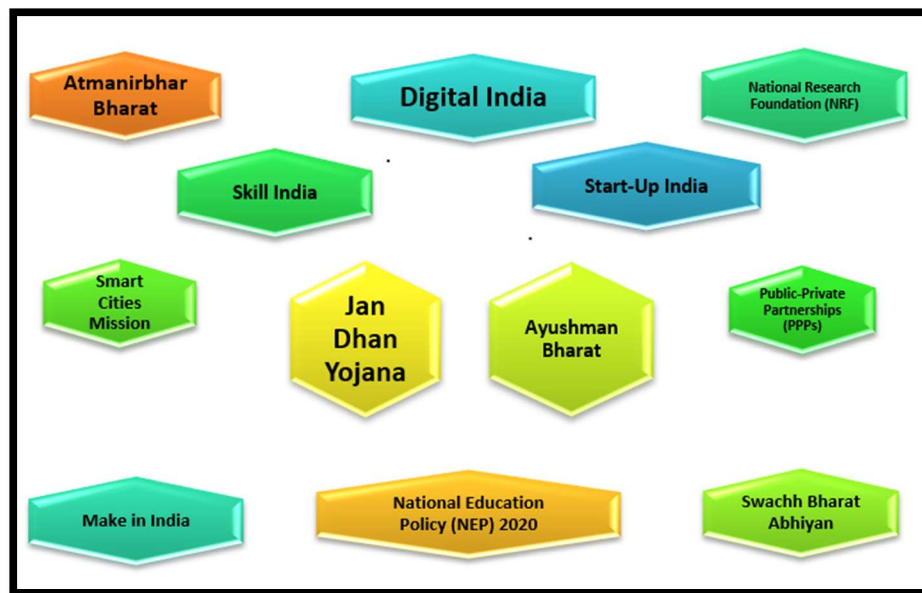 Atmanirbhar
Bharat
Digital India
National Research
Foundation (NRF)
Skill India
Start-Up India
Smart
Cities
Mission
Jan
Dhan
Yojana
Ayushman
Bharat
Public-Private
Partnerships
(PPPs)
Make in India
National Education
Policy (NEP) 2020
Swachh Bharat
Abhiyan